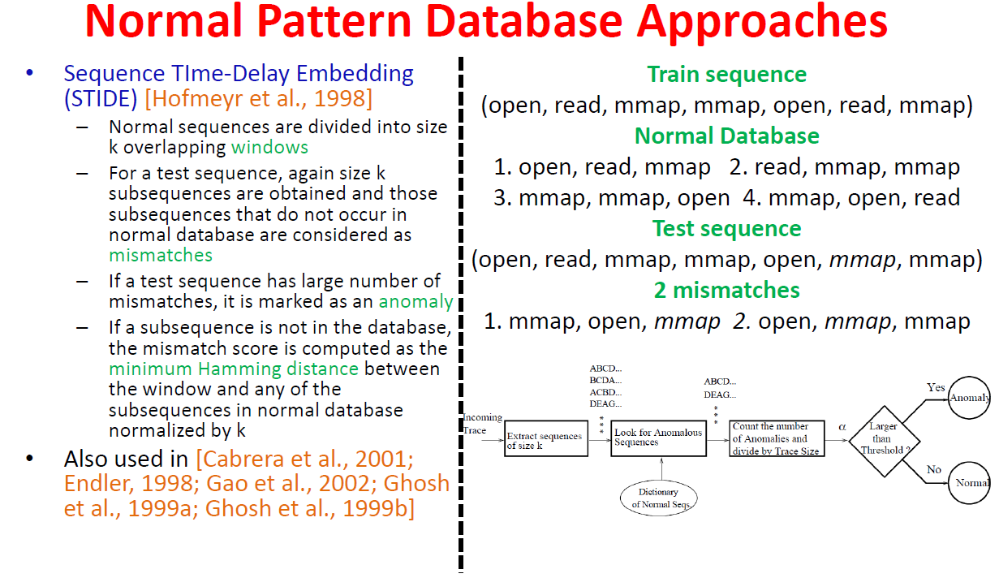 Normal Pattern Database Approaches
• Sequence TIme-Delay Embedding
(STIDE) [Hofmeyr et al., 1998]
– Normal sequences are divided into size
k overlapping windows
– For a test sequence, again size k
subsequences are obtained and those
subsequences that do not occur in
normal database are considered as
mismatches
– If a test sequence has large number of
mismatches, it is marked as an anomaly
– If a subsequence is not in the database,
the mismatch score is computed as the
minimum Hamming distance between
the window and any of the
subsequences in normal database
normalized by k
• Also used in [Cabrera et al., 2001;
Endler, 1998; Gao et al., 2002; Ghosh
et al., 1999a; Ghosh et al., 1999b]
Train sequence
(open, read, mmap, mmap, open, read, mmap)
Normal Database
1. open, read, mmap 2. read, mmap, mmap
3. mmap, mmap, open 4. mmap, open, read
Test sequence
(open, read, mmap, mmap, open, mmap, mmap)
2 mismatches
1. mmap, open, mmap 2. open, mmap, mmap
Incoming
Trace
Extract sequences
of size k
ABCD...
BCDA...
ACBD...
DEAG...
*
*
*
Look for Anomalous
Sequences
Dictionary
of Normal Seqs.
ABCD...
DEAG...
*
*
*
Count the number
of Anomalies and
divide by Trace Size
α
Larger
than
Threshold ?
Yes
Anomaly
No
Normal